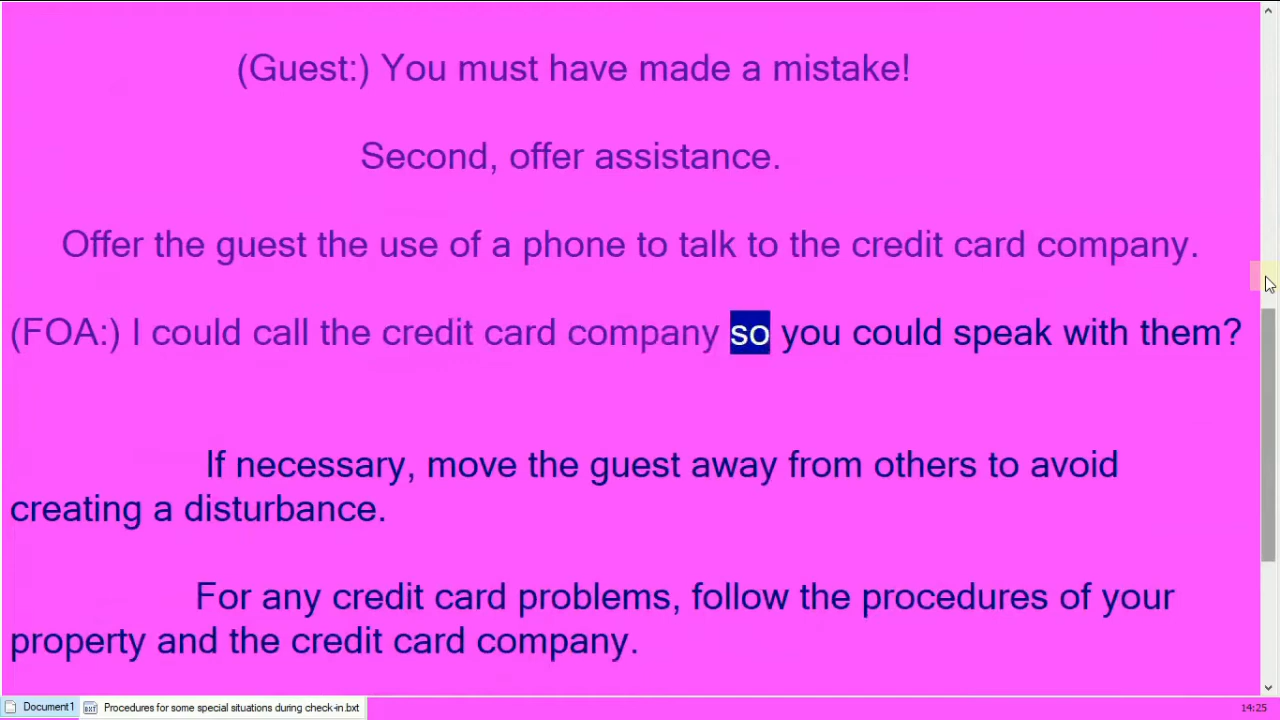 (Guest:) You must have made a mistake!
Second, offer assistance.
Offer the guest the use of a phone to talk to the credit card company.
(FOA:) I could call the credit card company so you could speak with them?
If necessary, move the guest away from others to avoid
creating a disturbance.
For any credit card problems, follow the procedures of your
property and the credit card company.
Document1
Procedures for some special situations during check-in.bxt
14:25